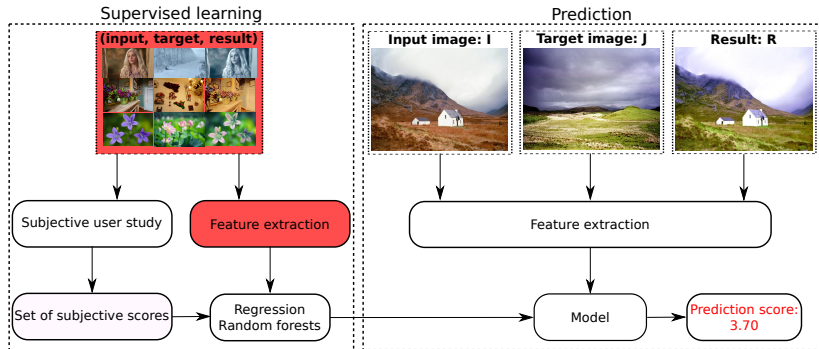 Supervised learning
(input, target, result)
Subjective user study
Feature extraction
Set of subjective scores
Regression
Random forests
Prediction
Input image: I
Target image: J
Result: R
Feature extraction
Model
Prediction score:
3.70